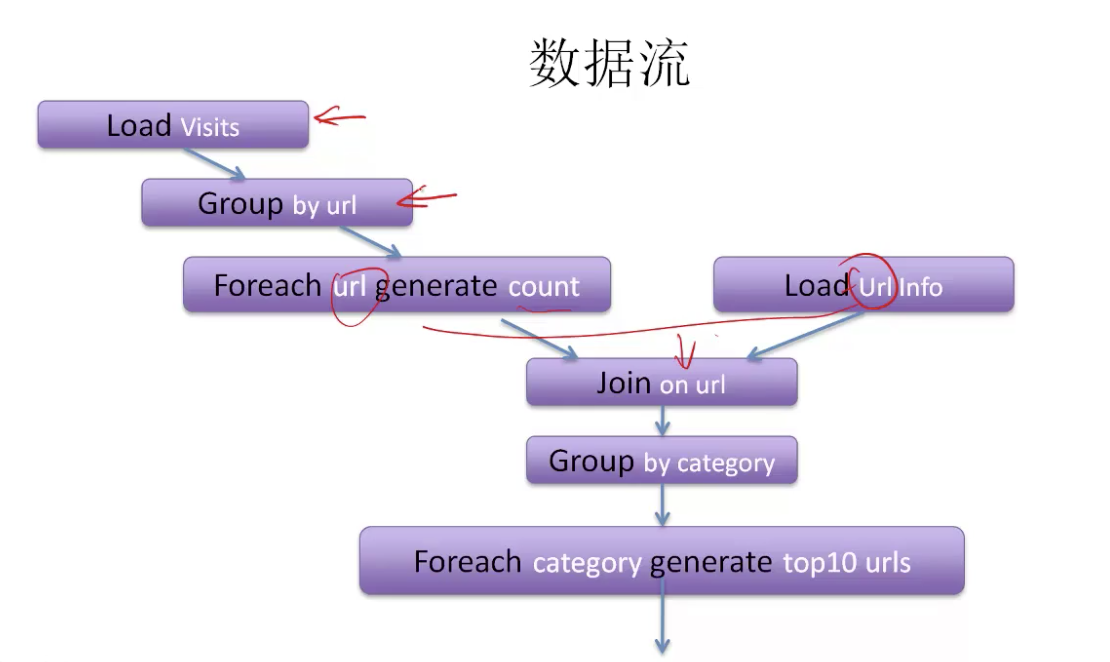 数据流
Load Visits
Group by url
Foreach url generate count
Load Url Info
Join on url
Group by category
Foreach category generate top10 urls